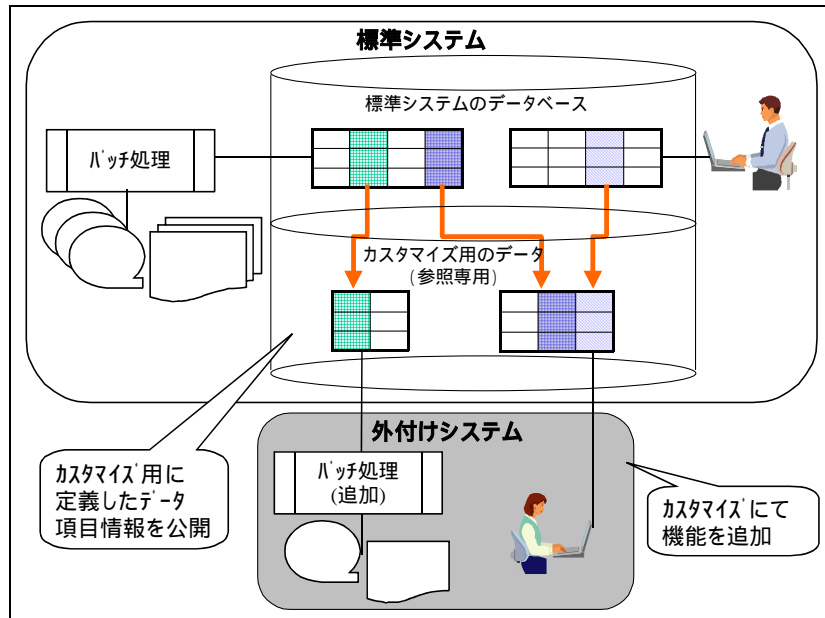 標準システム
標準システムのデータベース
バッチ処理
カスタマイズ用のデータ
(参照専用)
外付けシステム
バッチ処理
(追加)
カスタマイズ用に
定義したデータ
項目情報を公開
カスタマイズにて
機能を追加